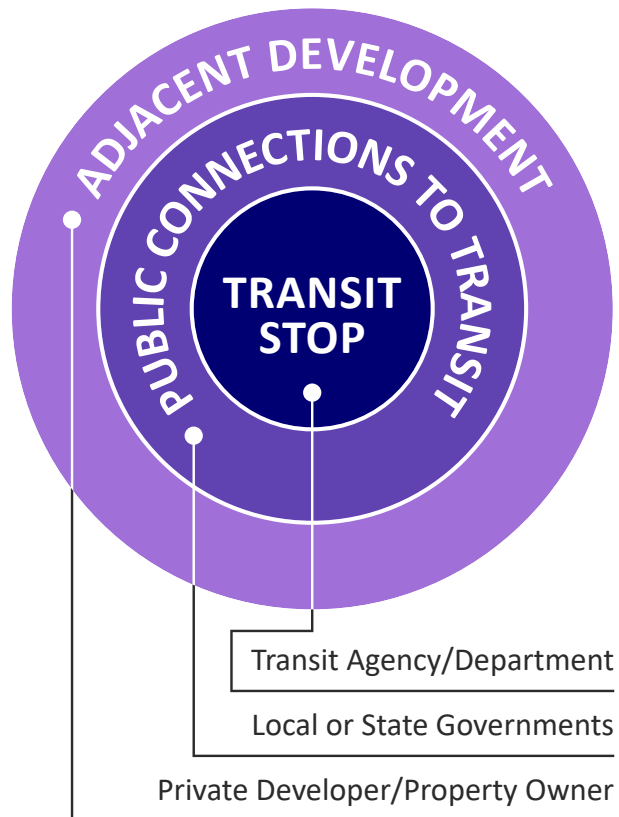 ADJACENT DEVELOPMENT
PUBLIC CONNECTIONS TO TRANSIT
TRANSIT
STOP
Transit Agency/Department
Local or State Governments
Private Developer/Property Owner